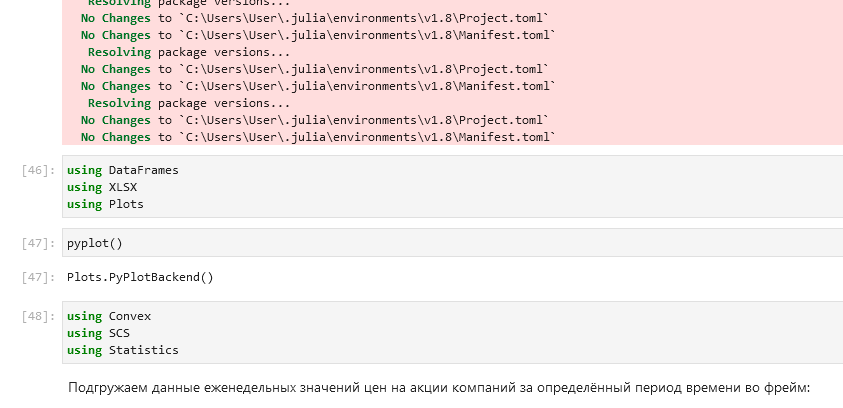 Resolving package versions...
No Changes to `C:\Users\User\.julia\environments\v1.8\Project.toml`
No Changes to `C:\Users\User\.julia\environments\v1.8\Manifest.toml`
Resolving package versions...
No Changes to `C:\Users\User\.julia\environments\v1.8\Project.toml`
No Changes to `C:\Users\User\.julia\environments\v1.8\Manifest.toml`
Resolving package versions...
No Changes to `C:\Users\User\.julia\environments\v1.8\Project.toml`
No Changes to `C:\Users\User\.julia\environments\v1.8\Manifest.toml`
[46]: using DataFrames
using XLSX
using Plots
[47]: pyplot()
[47]: Plots.PyPlotBackend()
[48]: using Convex
using SCS
using Statistics
Подгружаем данные еженедельных значений цен на акции компаний за определённый период времени во фрейм: